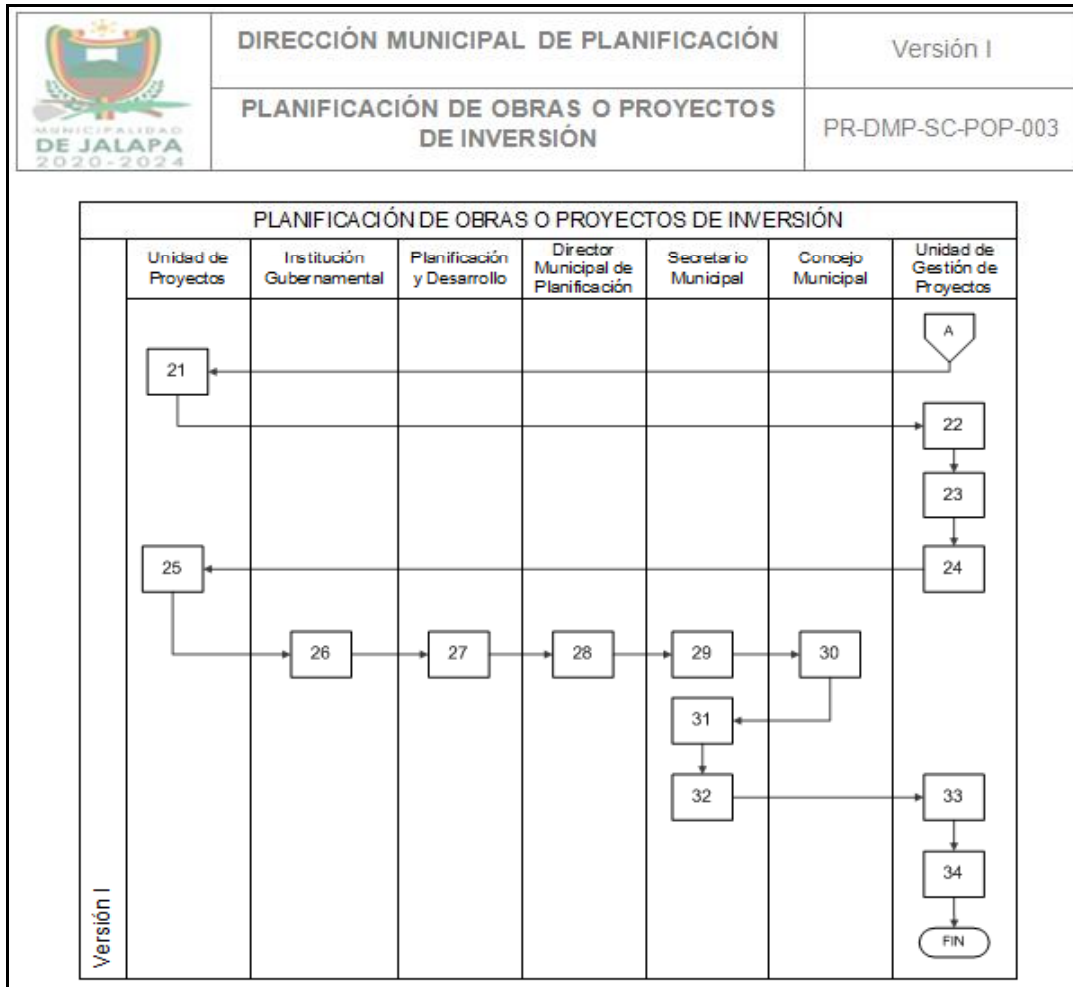 MUNICIPALIDAD
DE JALAPA
2020-2024
DIRECCIÓN MUNICIPAL DE PLANIFICACIÓN
Versión I
PLANIFICACIÓN DE OBRAS O PROYECTOS
DE INVERSIÓN
PR-DMP-SC-POP-003
PLANIFICACIÓN DE OBRAS O PROYECTOS DE INVERSIÓN
Unidad de
Proyectos
Institución
Gubernamental
Planificación
y Desarrollo
Director
Municipal de
Planificación
Secretario
Municipal
Concejo
Municipal
Unidad de
Gestión de
Proyectos
A
21
22
23
25
24
26
27
28
29
30
31
32
33
34
FIN
Versión I